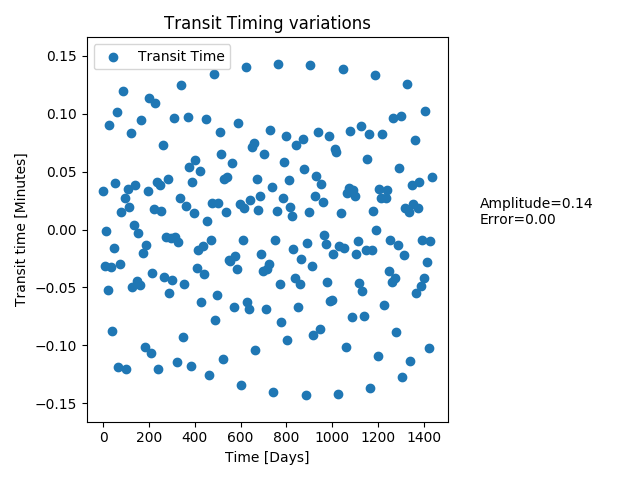 Transit Timing variations
Transit Time
Transit time [Minutes]
0.15
0.10
0.05
0.00
−0.05
−0.10
−0.15
0 200 400 600 800 1000 1200 1400
Time [Days]
Amplitude=0.14
Error=0.00